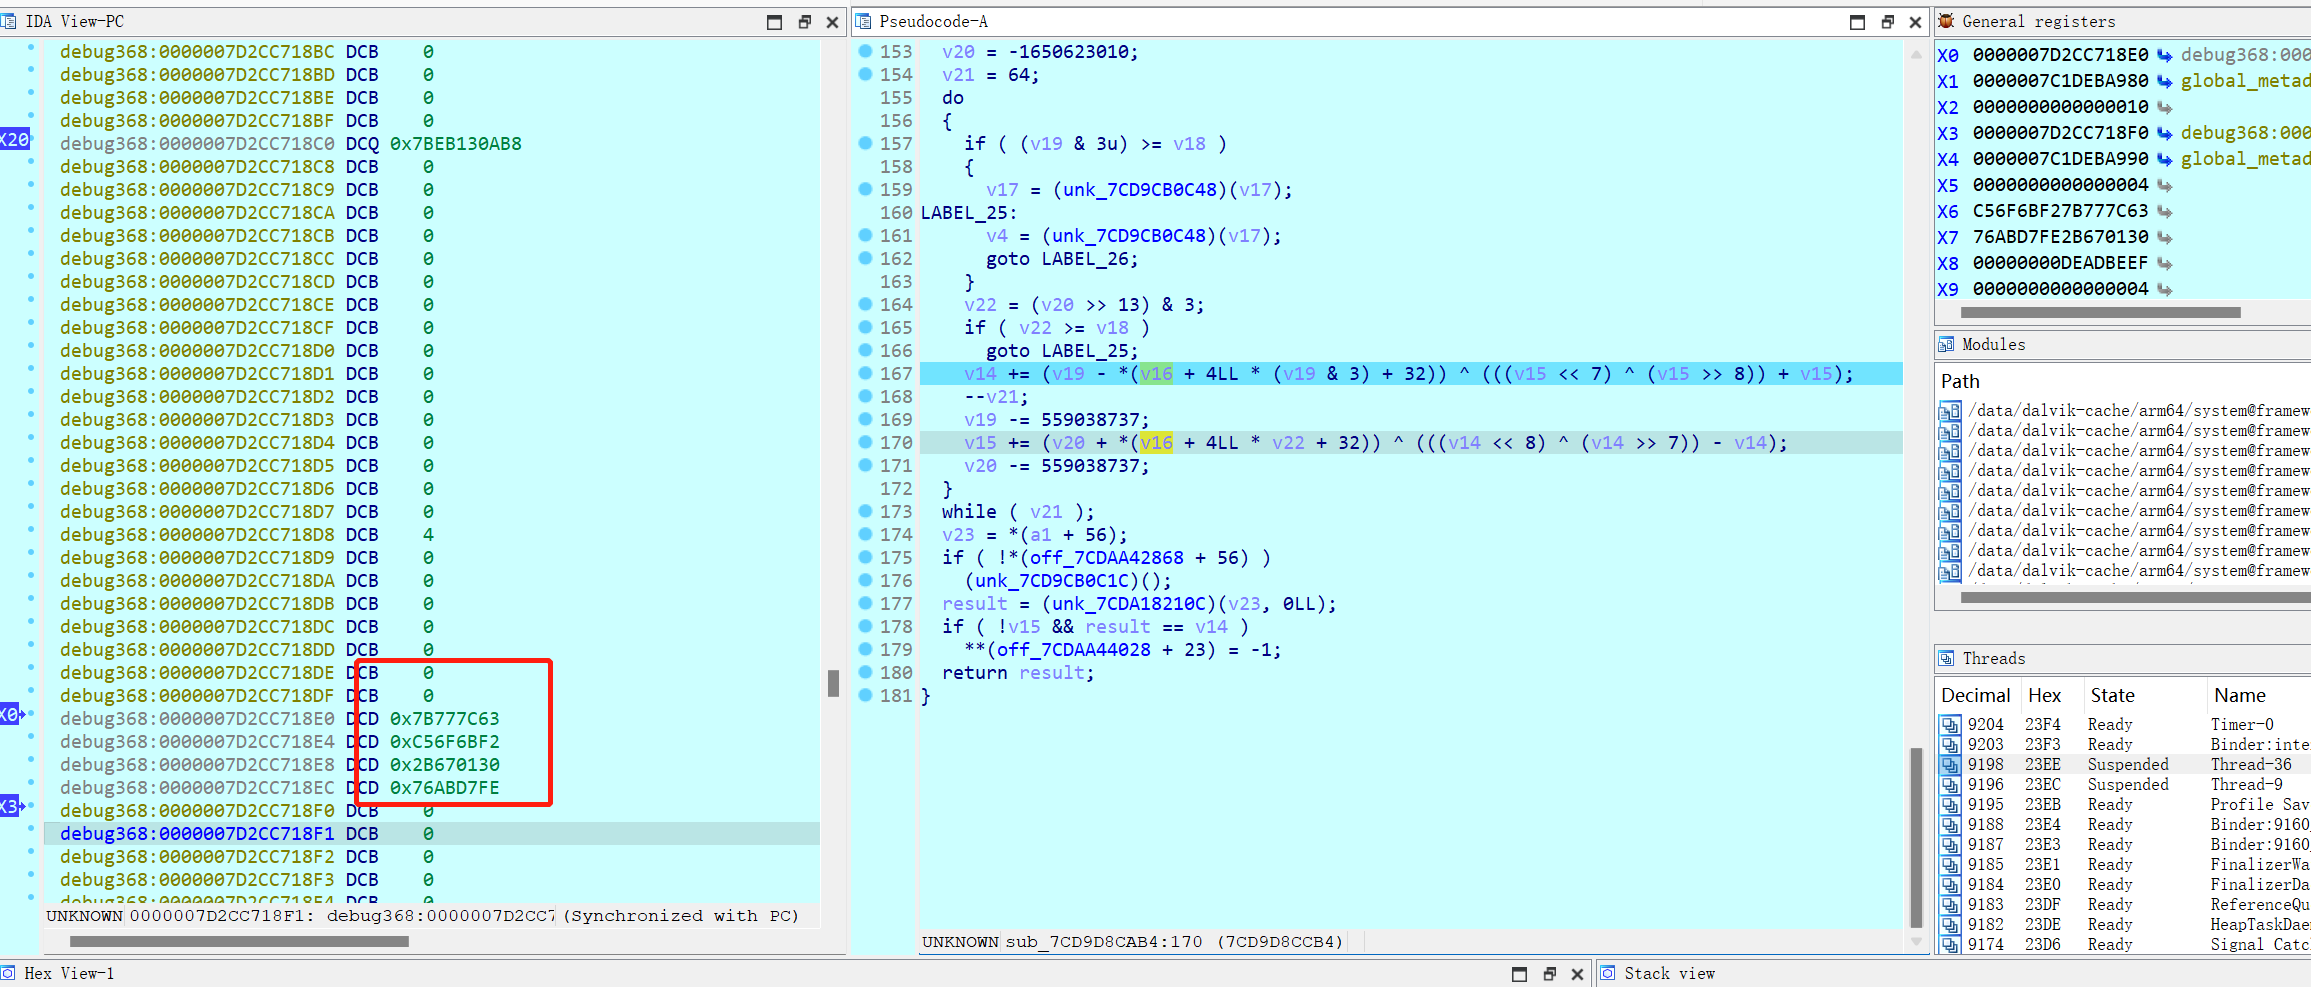 IDA View-PC
debug368:0000007D2CC718BC DCB 0
debug368:0000007D2CC718BD DCB 0
debug368:0000007D2CC718BE DCB 0
debug368:0000007D2CC718BF DCB 0
X20
debug368:0000007D2CC718C0 DCQ 0x7BEB130AB8
debug368:0000007D2CC718C8 DCB 0
debug368:0000007D2CC718C9 DCB 0
debug368:0000007D2CC718CA DCB 0
debug368:0000007D2CC718CB DCB 0
debug368:0000007D2CC718CC DCB 0
debug368:0000007D2CC718CD DCB 0
debug368:0000007D2CC718CE DCB 0
debug368:0000007D2CC718CF DCB 0
debug368:0000007D2CC718D0 DCB 0
debug368:0000007D2CC718D1 DCB 0
debug368:0000007D2CC718D2 DCB 0
debug368:0000007D2CC718D3 DCB 0
debug368:0000007D2CC718D4 DCB 0
debug368:0000007D2CC718D5 DCB 0
debug368:0000007D2CC718D6 DCB 0
debug368:0000007D2CC718D7 DCB 0
debug368:0000007D2CC718D8 DCB 4
debug368:0000007D2CC718D9 DCB 0
debug368:0000007D2CC718DA DCB 0
debug368:0000007D2CC718DB DCB 0
debug368:0000007D2CC718DC DCB 0
debug368:0000007D2CC718DD DCB 0
debug368:0000007D2CC718DE DCB 0
debug368:0000007D2CC718DF DCB 0
X0
debug368:0000007D2CC718E0 DCD 0x7B777C63
debug368:0000007D2CC718E4 DCD 0xC56F6BF2
debug368:0000007D2CC718E8 DCD 0x2B670130
debug368:0000007D2CC718EC DCD 0x76ABD7FE
X3
debug368:0000007D2CC718F0 DCB 0
debug368:0000007D2CC718F1 DCB 0
debug368:0000007D2CC718F2 DCB 0
debug368:0000007D2CC718F3 DCB 0
debug368:0000007D2CC718F4 DCB 0
UNKNOWN 0000007D2CC718F1: debug368:0000007D2CC7 (Synchronized with PC)
Pseudocode-A
153 v20 = -1650623010;
154 v21 = 64;
155 do
156 {
157 if ( (v19 & 3u) >= v18 )
158 {
159 v17 = (unk_7CD9CB0C48)(v17);
160 LABEL_25:
161 v4 = (unk_7CD9CB0C48)(v17);
162 goto LABEL_26;
163 }
164 v22 = (v20 >> 13) & 3;
165 if ( v22 >= v18 )
166 goto LABEL_25;
167 v14 += (v19 - *(v16 + 4LL * (v19 & 3) + 32)) ^ (((v15 << 7) ^ (v15 >> 8)) + v15);
168 --v21;
169 v19 -= 559038737;
170 v15 += (v20 + *(v16 + 4LL * v22 + 32)) ^ (((v14 << 8) ^ (v14 >> 7)) - v14);
171 v20 -= 559038737;
172 }
173 while ( v21 );
174 v23 = *(a1 + 56);
175 if ( !*(off_7CDAA42868 + 56) )
176 (unk_7CD9CB0C1C)();
177 result = (unk_7CDA18210C)(v23, 0LL);
178 if ( !v15 && result == v14 )
179 **(off_7CDAA44028 + 23) = -1;
180 return result;
181 }
UNKNOWN sub_7CD9D8CAB4:170 (7CD9D8CCB4)
General registers
X0 0000007D2CC718E0 debug368:000
X1 0000007C1DEBA980 global_metad
X2 0000000000000010
X3 0000007D2CC718F0 debug368:000
X4 0000007C1DEBA990 global_metad
X5 0000000000000004
X6 C56F6BF27B777C63
X7 76ABD7FE2B670130
X8 00000000DEADBEEF
X9 0000000000000004
Modules
Path
/data/dalvik-cache/arm64/system@framew
/data/dalvik-cache/arm64/system@framew
/data/dalvik-cache/arm64/system@framew
/data/dalvik-cache/arm64/system@framew
/data/dalvik-cache/arm64/system@framew
/data/dalvik-cache/arm64/system@framew
/data/dalvik-cache/arm64/system@framew
/data/dalvik-cache/arm64/system@framew
/data/dalvik-cache/arm64/system@framew
Threads
Decimal Hex State Name
9204 23F4 Ready Timer-0
9203 23F3 Ready Binder:inte
9198 23EE Suspended Thread-36
9196 23EC Suspended Thread-9
9195 23EB Ready Profile Sav
9188 23E4 Ready Binder:9160
9187 23E3 Ready Binder:9160
9185 23E1 Ready FinalizerWa
9184 23E0 Ready FinalizerDa
9183 23DF Ready ReferenceQu
9182 23DE Ready HeapTaskDae
9174 23D6 Ready Signal Catc
Hex View-1
Stack view